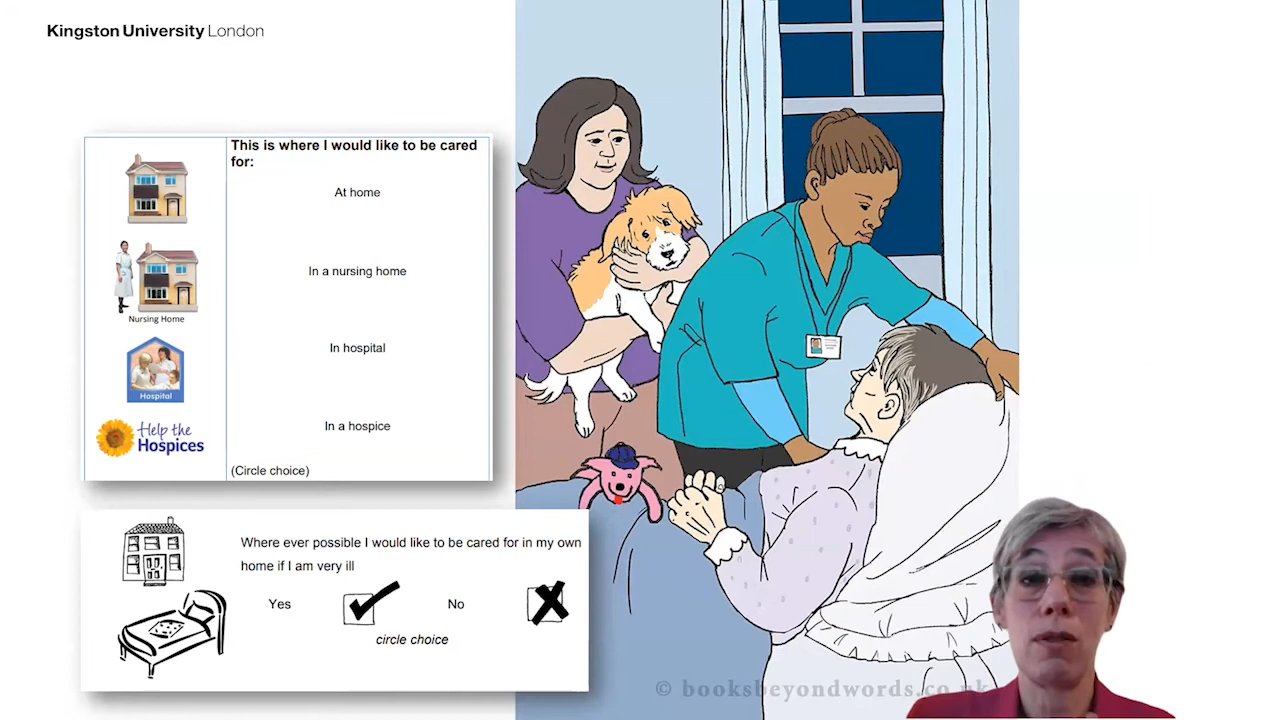 Kingston University London
This is where I would like to be cared
for:
At home
In a nursing home
Nursing Home
In hospital
Hospital
Help the
Hospices
In a hospice
(Circle choice)
Where ever possible I would like to be cared for in my own
home if I am very ill
Yes
No
circle choice
© booksbeyondwords.co.uk